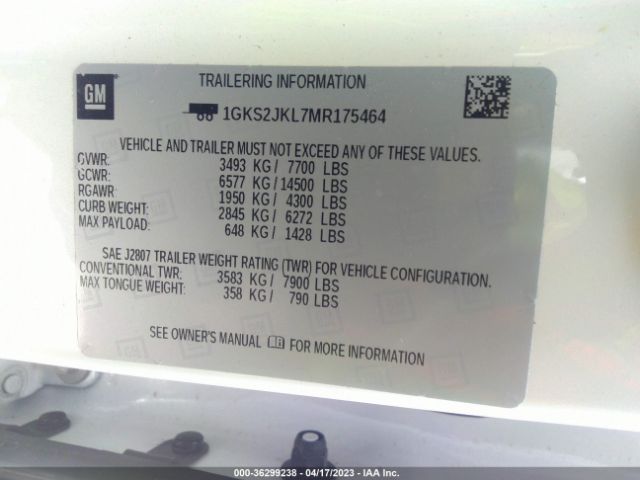 GM
TRAILERING INFORMATION
1GKS2JKL7MR175464
VEHICLE AND TRAILER MUST NOT EXCEED ANY OF THESE VALUES.
GVWR: 3493 KG/ 7700 LBS
GCWR: 6577 KG/ 14500 LBS
RGAWR: 1950 KG/ 4300 LBS
CURB WEIGHT: 2845 KG/ 6272 LBS
MAX PAYLOAD: 648 KG/ 1428 LBS
SAE J2807 TRAILER WEIGHT RATING (TWR) FOR VEHICLE CONFIGURATION.
CONVENTIONAL TWR: 3583 KG/ 7900 LBS
MAX TONGUE WEIGHT: 358 KG/ 790 LBS
SEE OWNER'S MANUAL FOR MORE INFORMATION
000-36299238 - 04/17/2023 - IAA Inc.